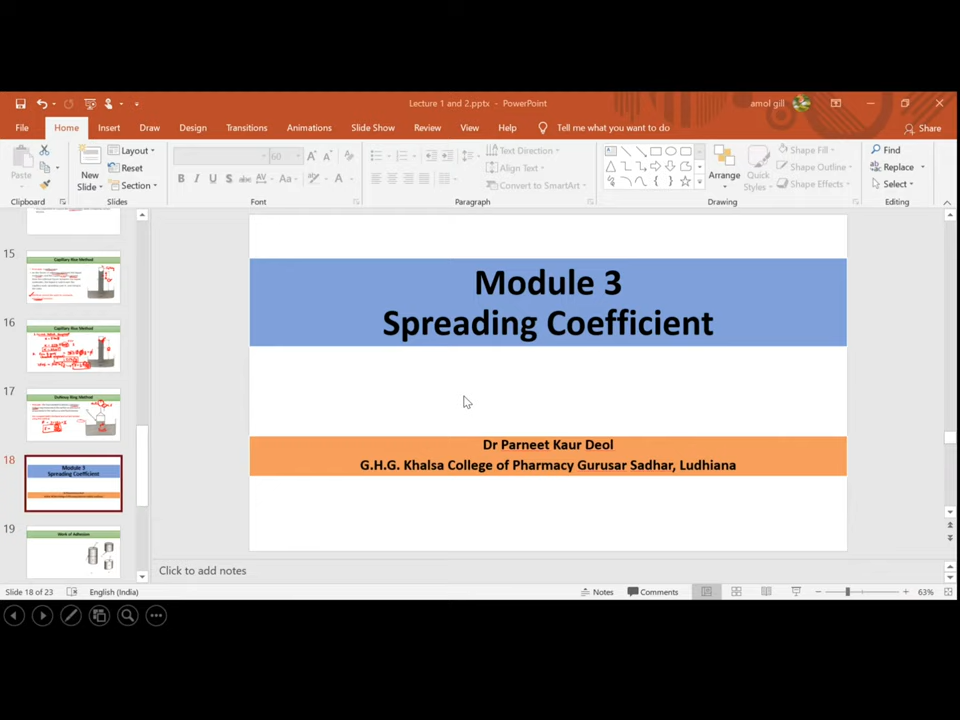 Lecture 1 and 2.pptx - PowerPoint
amol gill
File Home Insert Draw Design Transitions Animations Slide Show Review View Help Tell me what you want to do Share
Paste
Clipboard
New Slide
Layout
Reset
Section
Slides
60
B I U S abc AV Aa A
Font
Text Direction
Align Text
Convert to SmartArt
Paragraph
Arrange
Quick Styles
Shape Fill
Shape Outline
Shape Effects
Drawing
Find
Replace
Select
Editing
15
Capillary Rise Method
16
Capillary Rise Method
17
DuNouy Ring Method
18
Module 3
Spreading Coefficient
19
Work of Adhesion
Module 3
Spreading Coefficient
Dr Parneet Kaur Deol
G.H.G. Khalsa College of Pharmacy Gurusar Sadhar, Ludhiana
Click to add notes
Slide 18 of 23 English (India) Notes Comments 63%